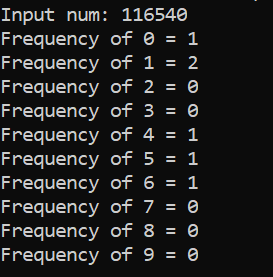 Input num: 116540
Frequency of 0 = 1
Frequency of 1 = 2
Frequency of 2 = 0
Frequency of 3 = 0
Frequency of 4 = 1
Frequency of 5 = 1
Frequency of 6 = 1
Frequency of 7 = 0
Frequency of 8 = 0
Frequency of 9 = 0